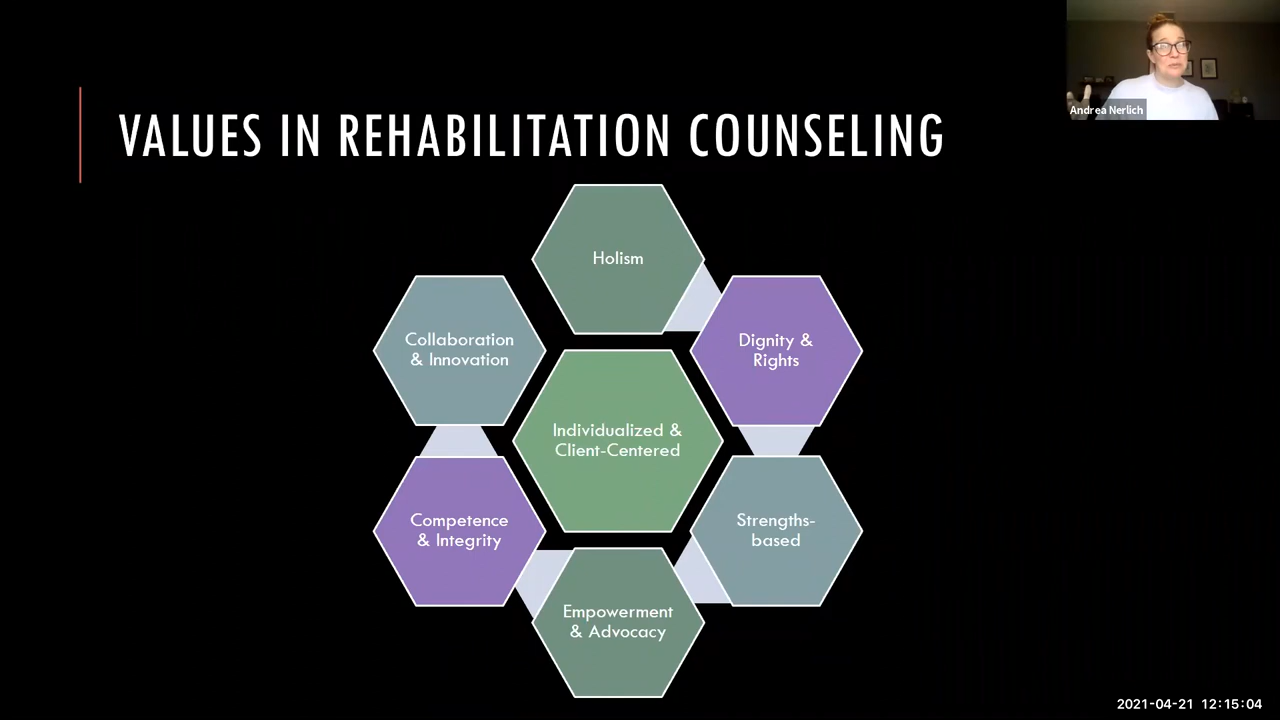 Andrea Nerlich
VALUES IN REHABILITATION COUNSELING
Holism
Collaboration
& Innovation
Dignity &
Rights
Individualized &
Client-Centered
Competence
& Integrity
Strengths-
based
Empowerment
& Advocacy
2021-04-21 12:15:04